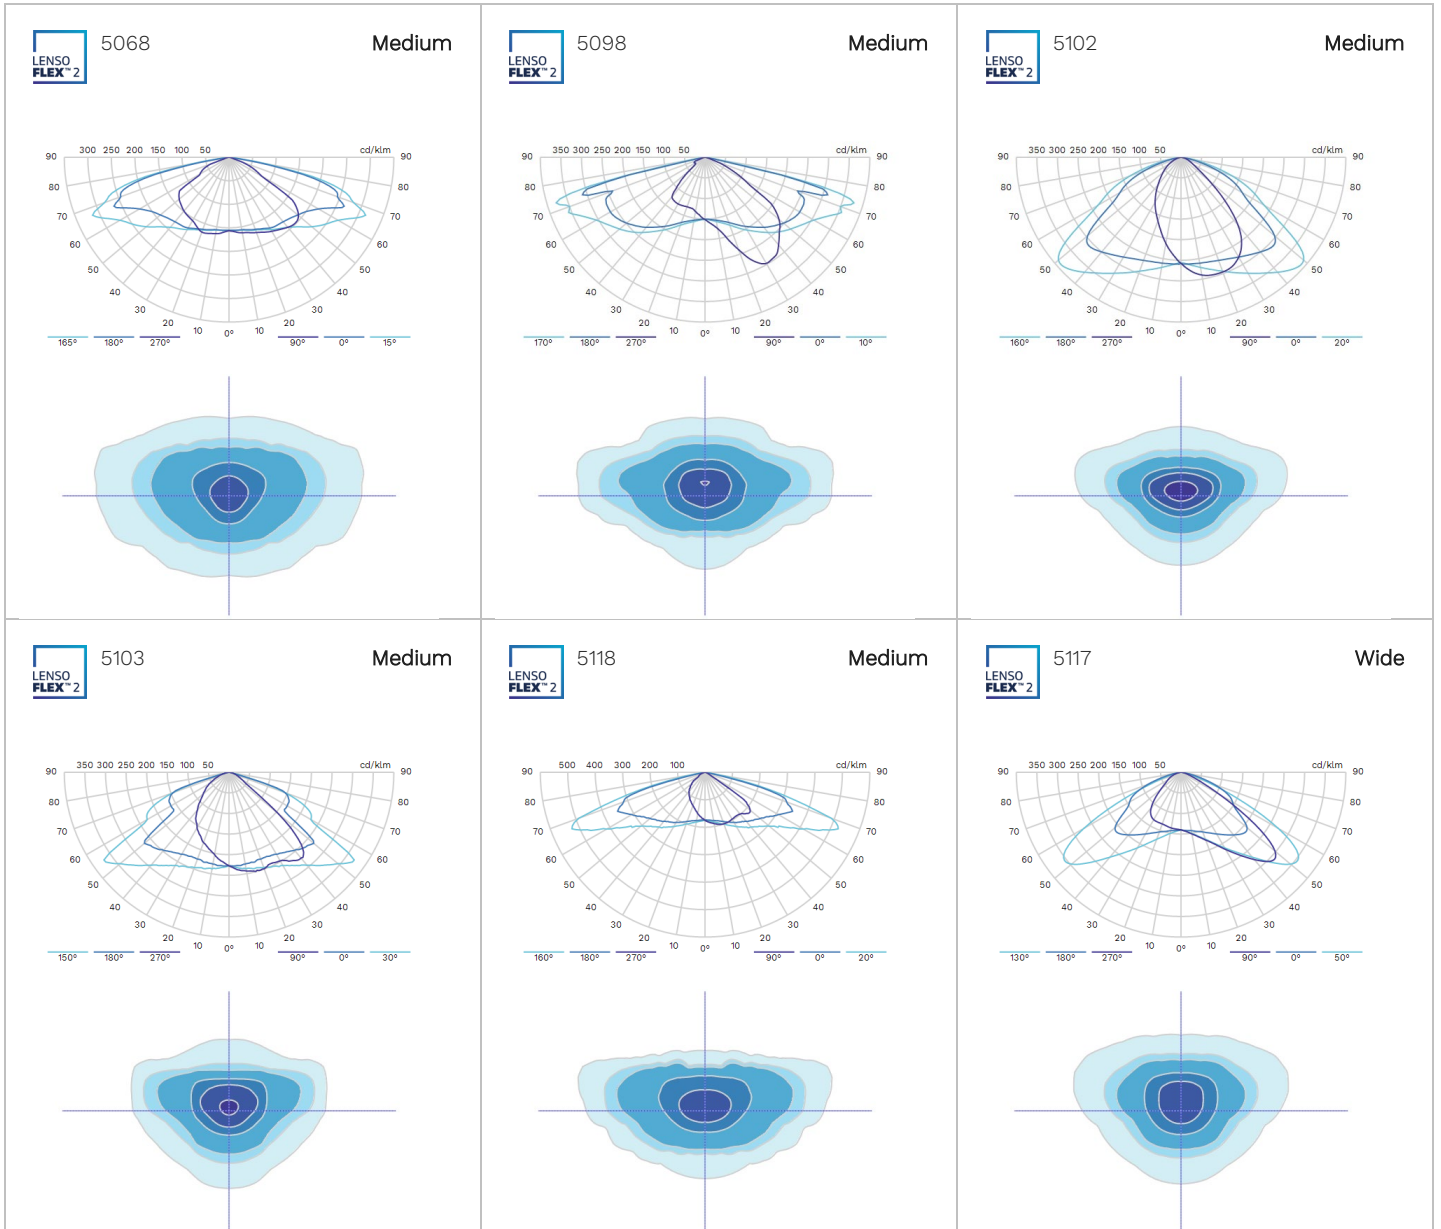 5068 Medium
LENSO
FLEX™ 2
300 250 200 150 100 50 cd/klm
90 90
80 80
70 70
60 60
50 50
40 40
30 30
20 20
10 0° 10
165° 180° 270° 90° 0° 15°
5098 Medium
LENSO
FLEX™ 2
350 300 250 200 150 100 50 cd/klm
90 90
80 80
70 70
60 60
50 50
40 40
30 30
20 20
10 0° 10
170° 180° 270° 90° 0° 10°
5102 Medium
LENSO
FLEX™ 2
350 300 250 200 150 100 50 cd/klm
90 90
80 80
70 70
60 60
50 50
40 40
30 30
20 20
10 0° 10
160° 180° 270° 90° 0° 20°
5103 Medium
LENSO
FLEX™ 2
350 300 250 200 150 100 50 cd/klm
90 90
80 80
70 70
60 60
50 50
40 40
30 30
20 20
10 0° 10
150° 180° 270° 90° 0° 30°
5118 Medium
LENSO
FLEX™ 2
500 400 300 200 100 cd/klm
90 90
80 80
70 70
60 60
50 50
40 40
30 30
20 20
10 0° 10
160° 180° 270° 90° 0° 20°
5117 Wide
LENSO
FLEX™ 2
350 300 250 200 150 100 50 cd/klm
90 90
80 80
70 70
60 60
50 50
40 40
30 30
20 20
10 0° 10
130° 180° 270° 90° 0° 50°